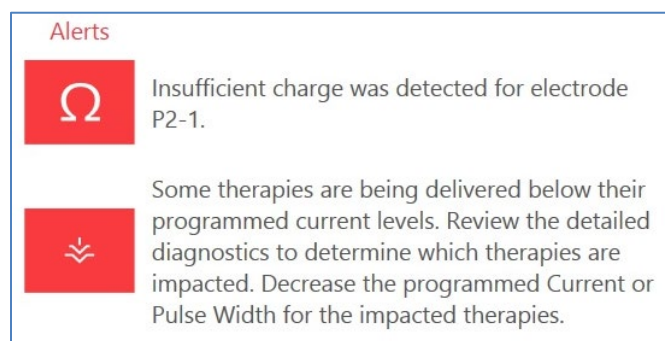 Alerts
Ω
Insufficient charge was detected for electrode
P2-1.
Some therapies are being delivered below their
programmed current levels. Review the detailed
diagnostics to determine which therapies are
impacted. Decrease the programmed Current or
Pulse Width for the impacted therapies.